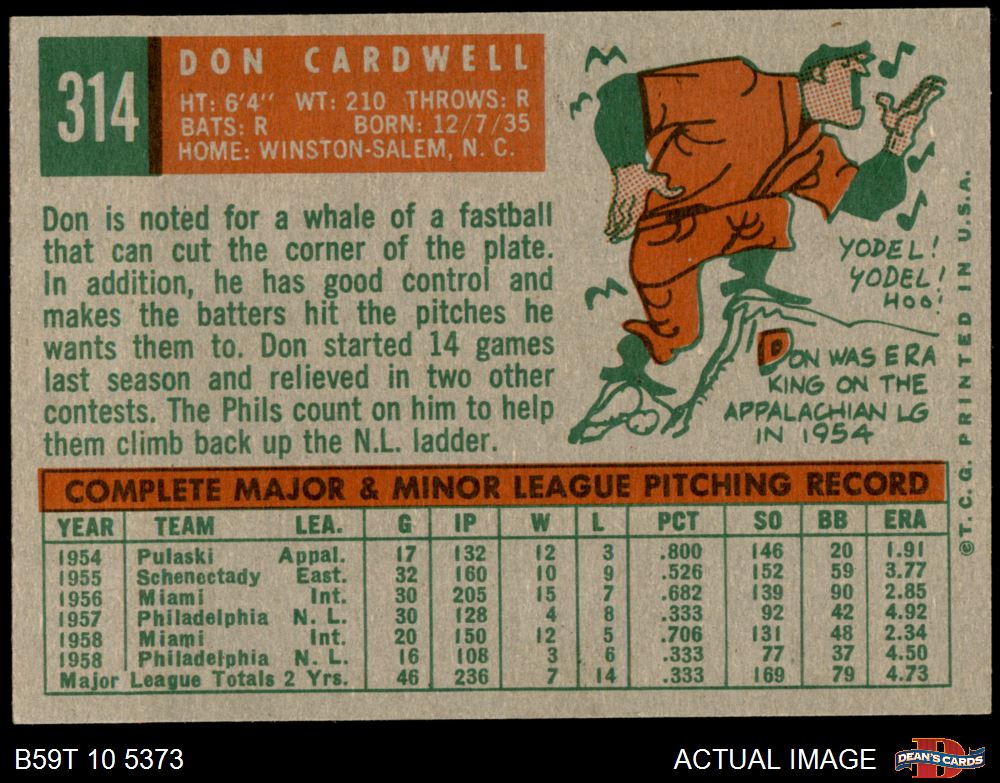 314
DON CARDWELL
HT: 6'4" WT: 210 THROWS: R
BATS: R BORN: 12/7/35
HOME: WINSTON-SALEM, N. C.
Don is noted for a whale of a fastball
that can cut the corner of the plate.
In addition, he has good control and
makes the batters hit the pitches he
wants them to. Don started 14 games
last season and relieved in two other
contests. The Phils count on him to help
them climb back up the N.L. ladder.
YODEL!
YODEL!
HOO!
DON WAS ERA
KING ON THE
APPALACHIAN LG
IN 1954
©T. C. G. PRINTED IN U.S.A.
COMPLETE MAJOR & MINOR LEAGUE PITCHING RECORD
YEAR TEAM LEA. G IP W L PCT SO BB ERA
1954 Pulaski Appal. 17 132 12 3 .800 146 20 1.91
1955 Schenectady East. 32 160 10 9 .526 152 59 3.77
1956 Miami Int. 30 205 15 7 .682 139 90 2.85
1957 Philadelphia N. L. 30 128 4 8 .333 92 42 4.92
1958 Miami Int. 20 150 12 5 .706 131 48 2.34
1958 Philadelphia N. L. 16 108 3 6 .333 77 37 4.50
Major League Totals 2 Yrs. 46 236 7 14 .333 169 79 4.73
B59T 10 5373
ACTUAL IMAGE
D
DEAN'S CARDS